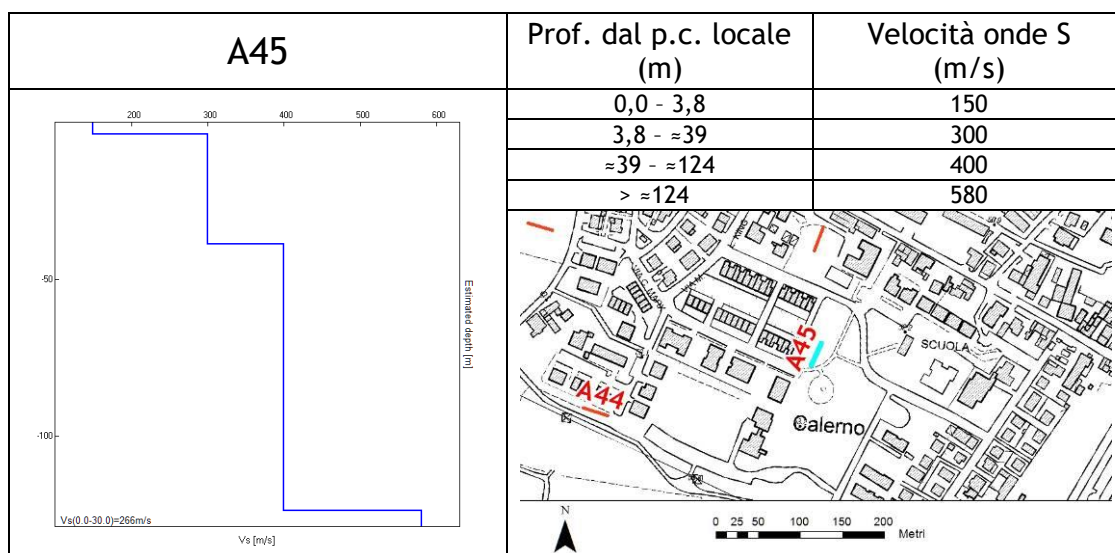 A45
Prof. dal p.c. locale (m)
Velocità onde S (m/s)
0,0 – 3,8 150
3,8 – ≈39 300
≈39 – ≈124 400
> ≈124 580
200 300 400 500 600
-50
-100
Estimated depth [m]
Vs(0.0-30.0)=266m/s
Vs [m/s]
A45
SCUOLA
A44
Calerno
N
0 25 50 100 150 200 Metri